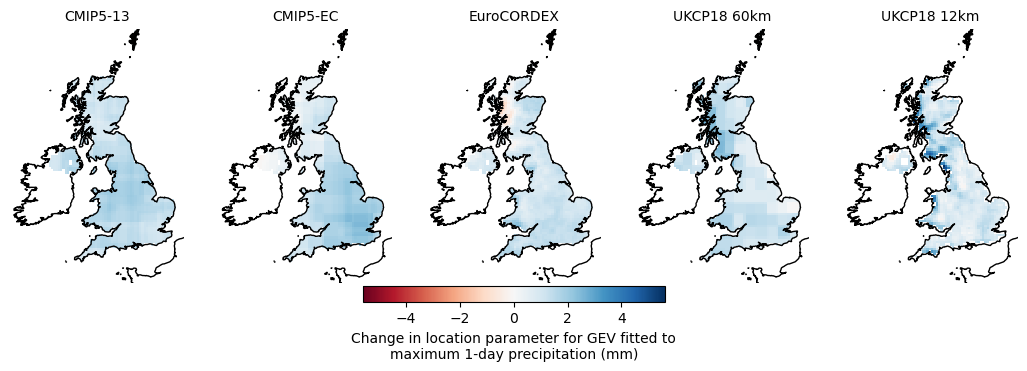 CMIP5-13
CMIP5-EC
EuroCORDEX
UKCP18 60km
UKCP18 12km
−4
−2
0
2
4
Change in location parameter for GEV fitted to
maximum 1-day precipitation (mm)